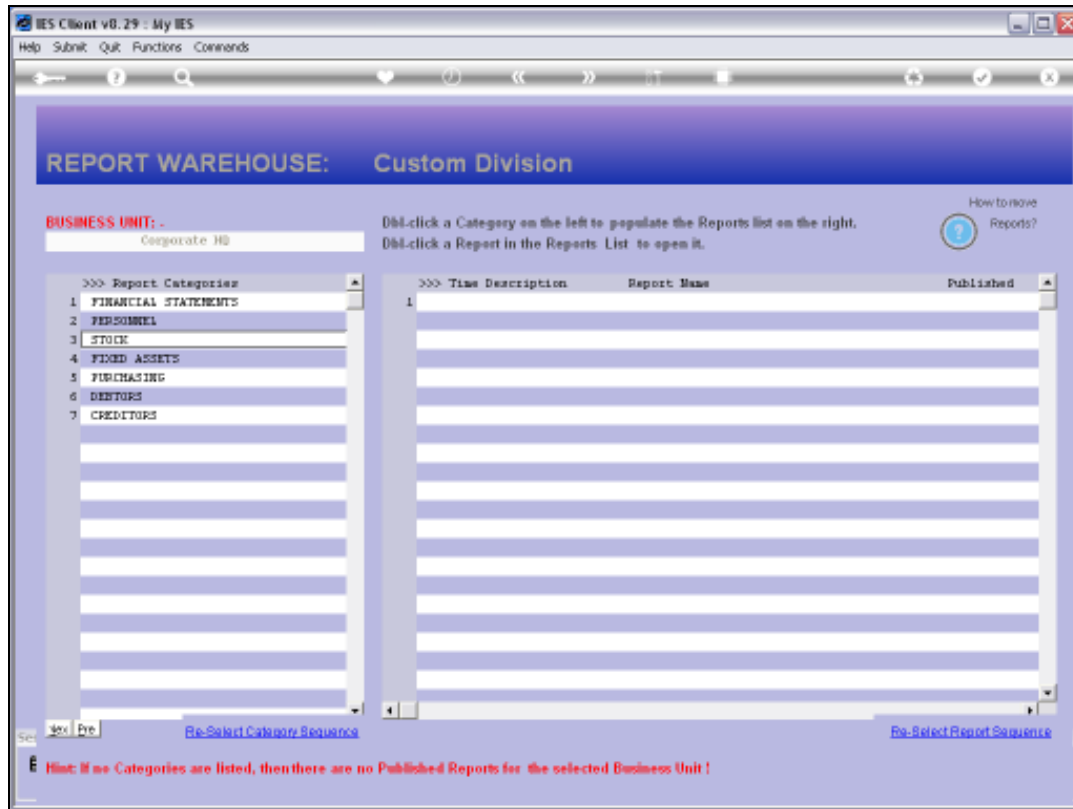 IES Client v8.29 : My IES
Help Submit Quit Functions Commands
REPORT WAREHOUSE: Custom Division
How to move
Reports?
BUSINESS UNIT: -
Corporate HQ
Dbl-click a Category on the left to populate the Reports list on the right.
Dbl-click a Report in the Reports List to open it.
>>> Report Categories
1 FINANCIAL STATEMENTS
2 PERSONNEL
3 STOCK
4 FIXED ASSETS
5 PURCHASING
6 DEBTORS
7 CREDITORS
>>> Time Description Report Name Published
1
Pre
Re-Select Category Sequence
Re-Select Report Sequence
Hint: If no Categories are listed, then there are no Published Reports for the selected Business Unit !